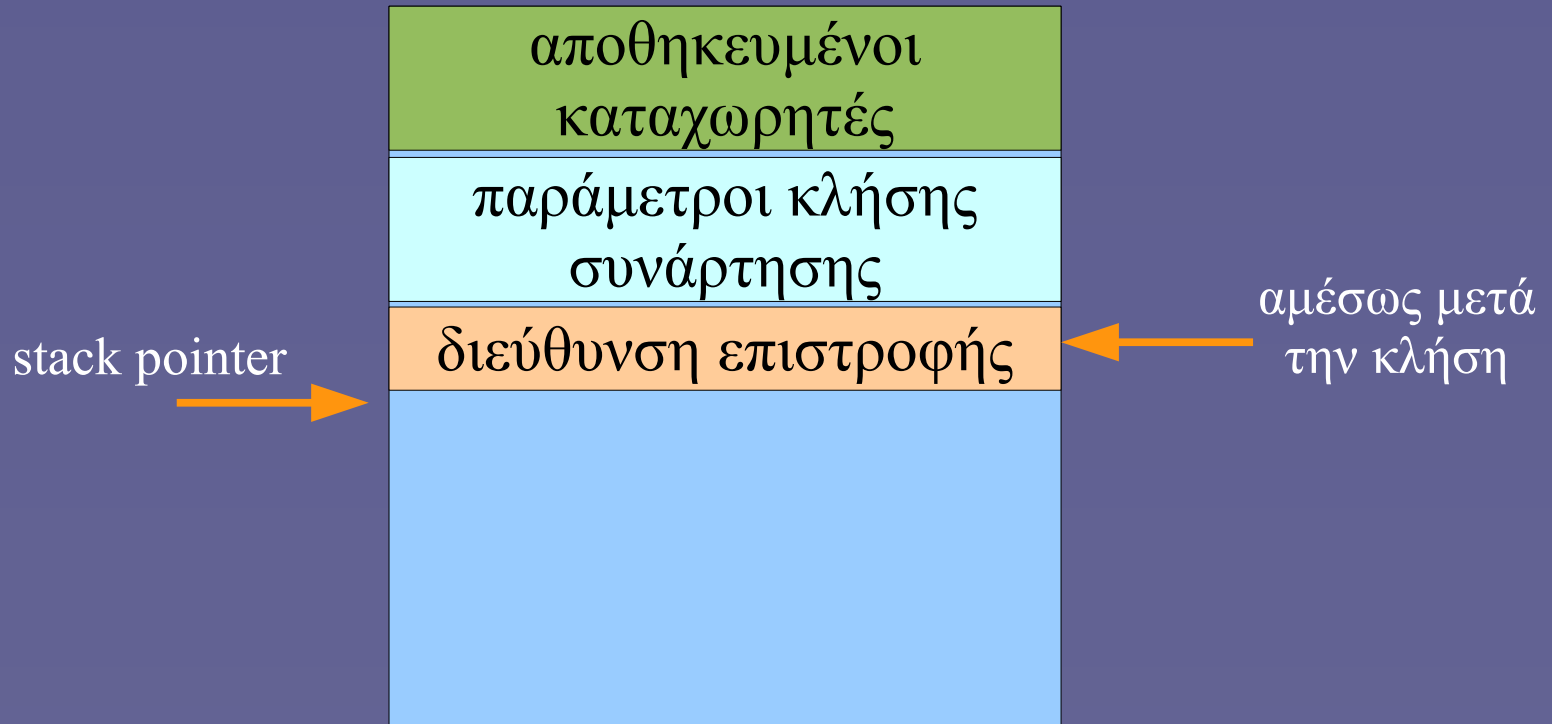 αποθηκευμένοι
καταχωρητές
παράμετροι κλήσης
συνάρτησης
διεύθυνση επιστροφής
stack pointer
αμέσως μετά
την κλήση